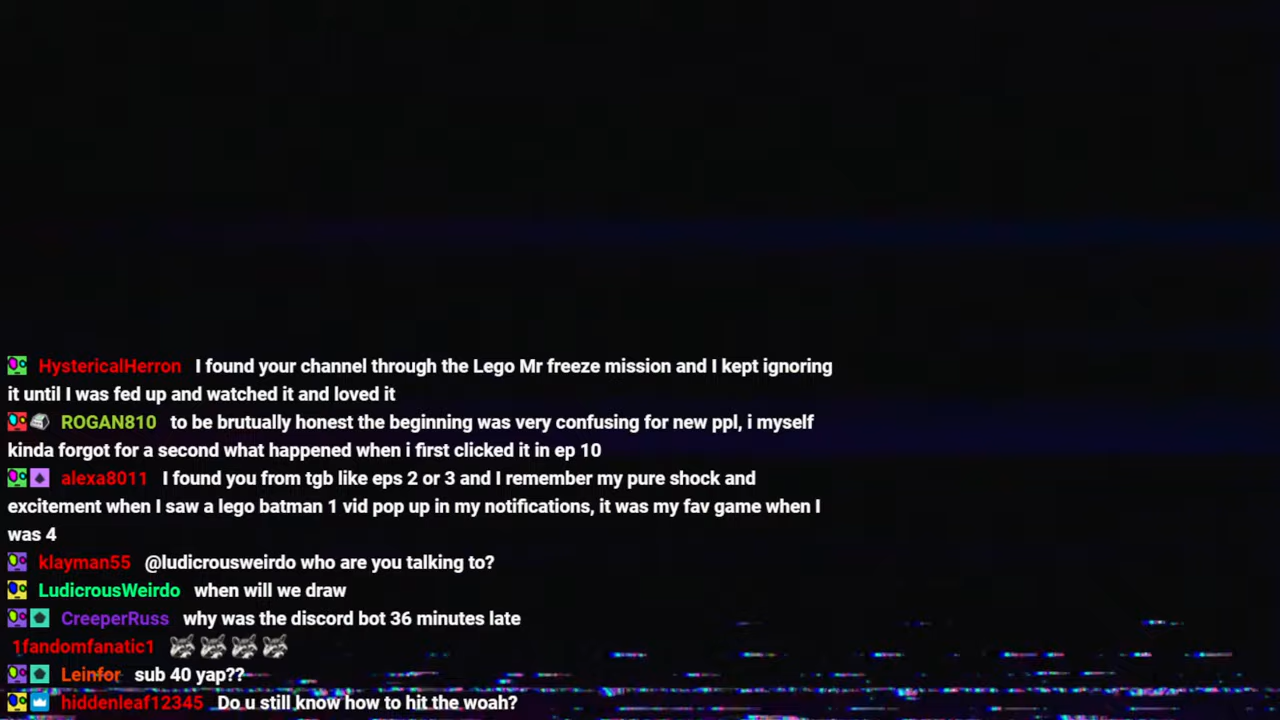 HystericalHerron I found your channel through the Lego Mr freeze mission and I kept ignoring
it until I was fed up and watched it and loved it
ROGAN810 to be brutually honest the beginning was very confusing for new ppl, i myself
kinda forgot for a second what happened when i first clicked it in ep 10
alexa8011 I found you from tgb like eps 2 or 3 and I remember my pure shock and
excitement when I saw a lego batman 1 vid pop up in my notifications, it was my fav game when I
was 4
klayman55 @ludicrousweirdo who are you talking to?
LudicrousWeirdo when will we draw
CreeperRuss why was the discord bot 36 minutes late
1fandomfanatic1
Leinfor sub 40 yap??
hiddenleaf12345 Do u still know how to hit the woah?